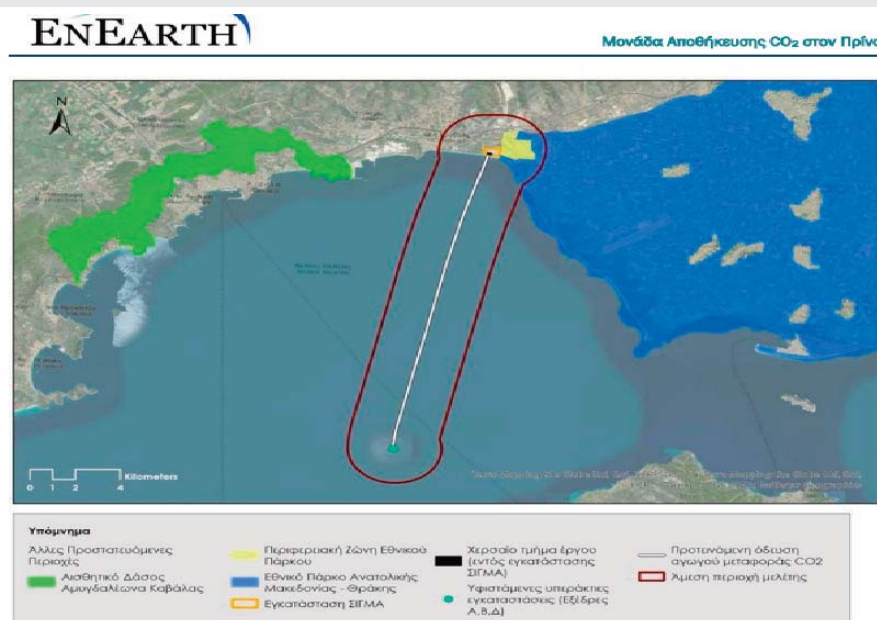 ENEARTH
Μονάδα Αποθήκευσης CO₂ στον Πρίνο
N
Kilometers
0 1 2 4
Υπόμνημα
Άλλες Προστατευόμενες
Περιοχές
Αισθητικό Δάσος
Αμυγδαλέωνα Καβάλας
Περιφερειακή Ζώνη Εθνικού
Πάρκου
Εθνικό Πάρκο Ανατολικής
Μακεδονίας - Θράκης
Εγκατάσταση ΣΙΓΜΑ
Χερσαίο τμήμα έργου
(εντός εγκατάστασης
ΣΙΓΜΑ)
Υφιστάμενες υπεράκτιες
εγκαταστάσεις (Εξέδρες
Α,Β,Δ)
Προτεινόμενη όδευση
αγωγού μεταφοράς CO2
Άμεση περιοχή μελέτης